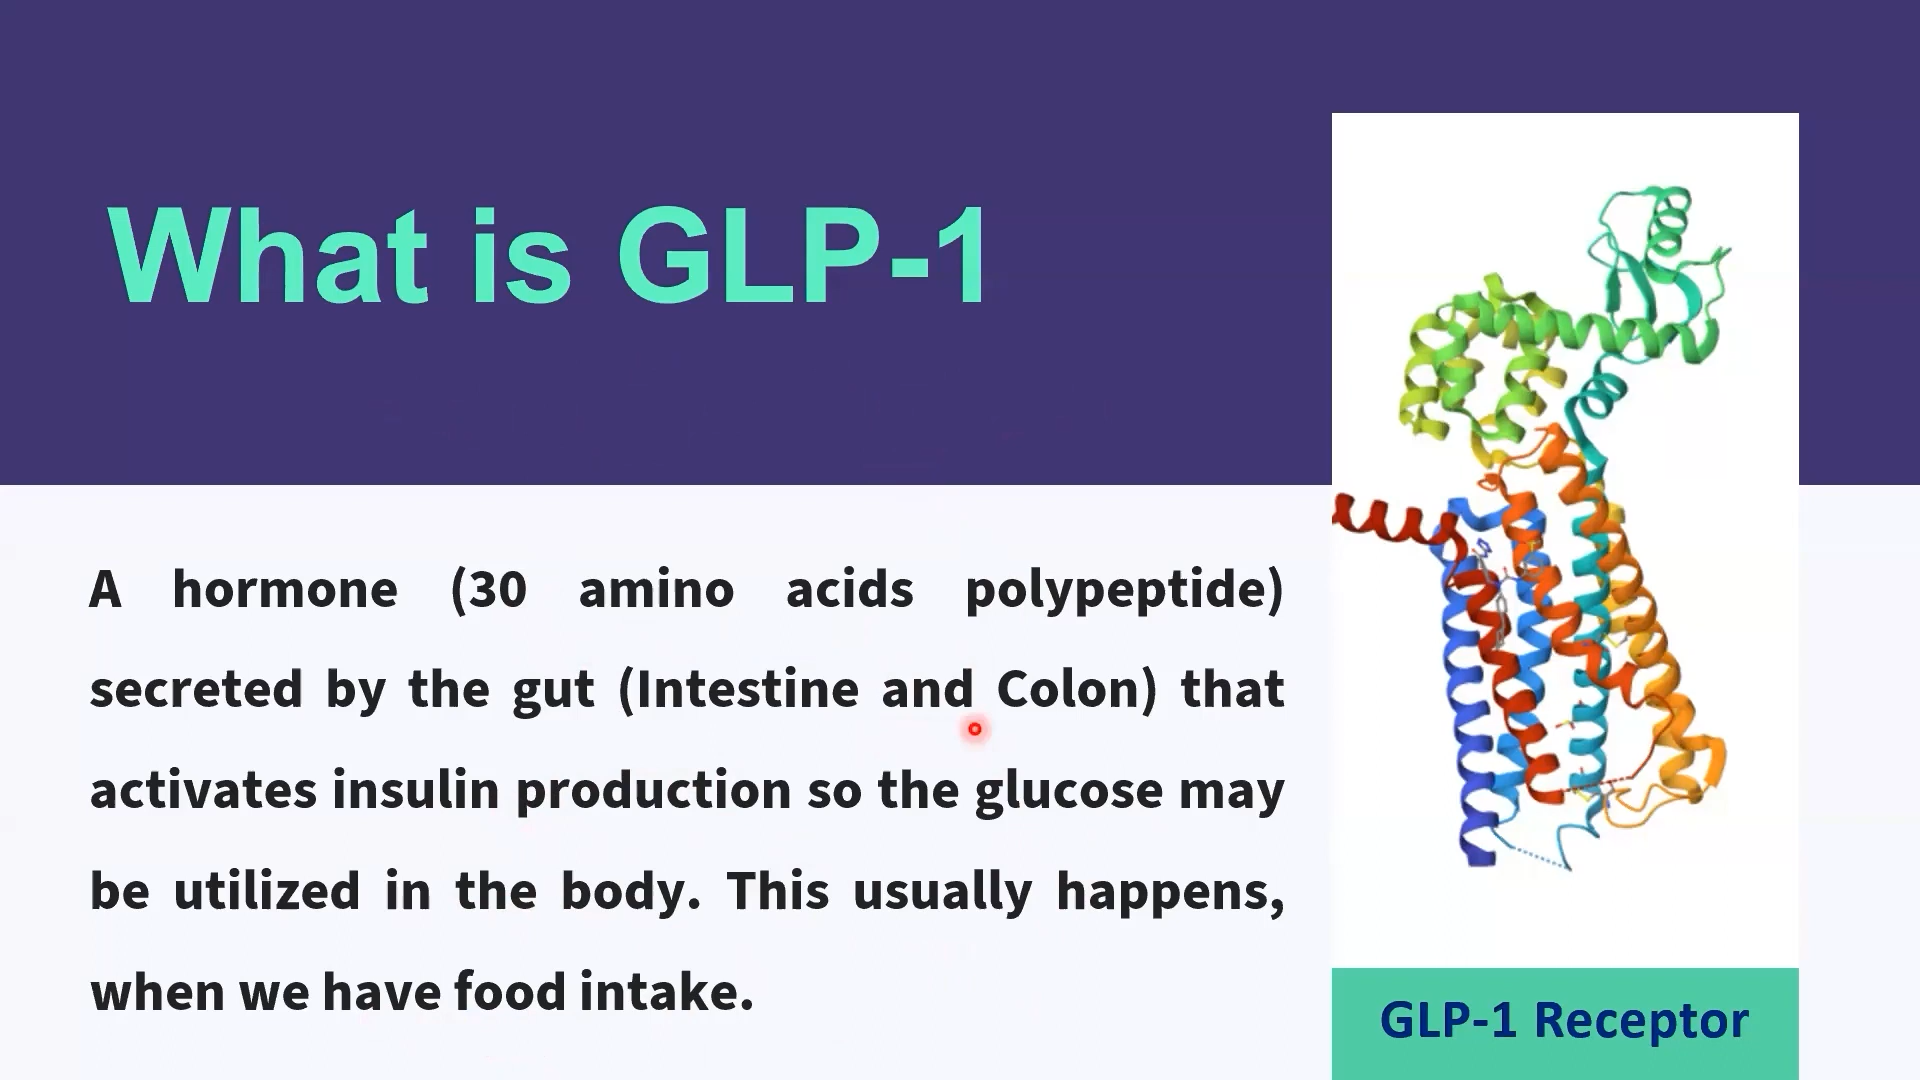 What is GLP-1
A hormone (30 amino acids polypeptide)
secreted by the gut (Intestine and Colon) that
activates insulin production so the glucose may
be utilized in the body. This usually happens,
when we have food intake.
GLP-1 Receptor